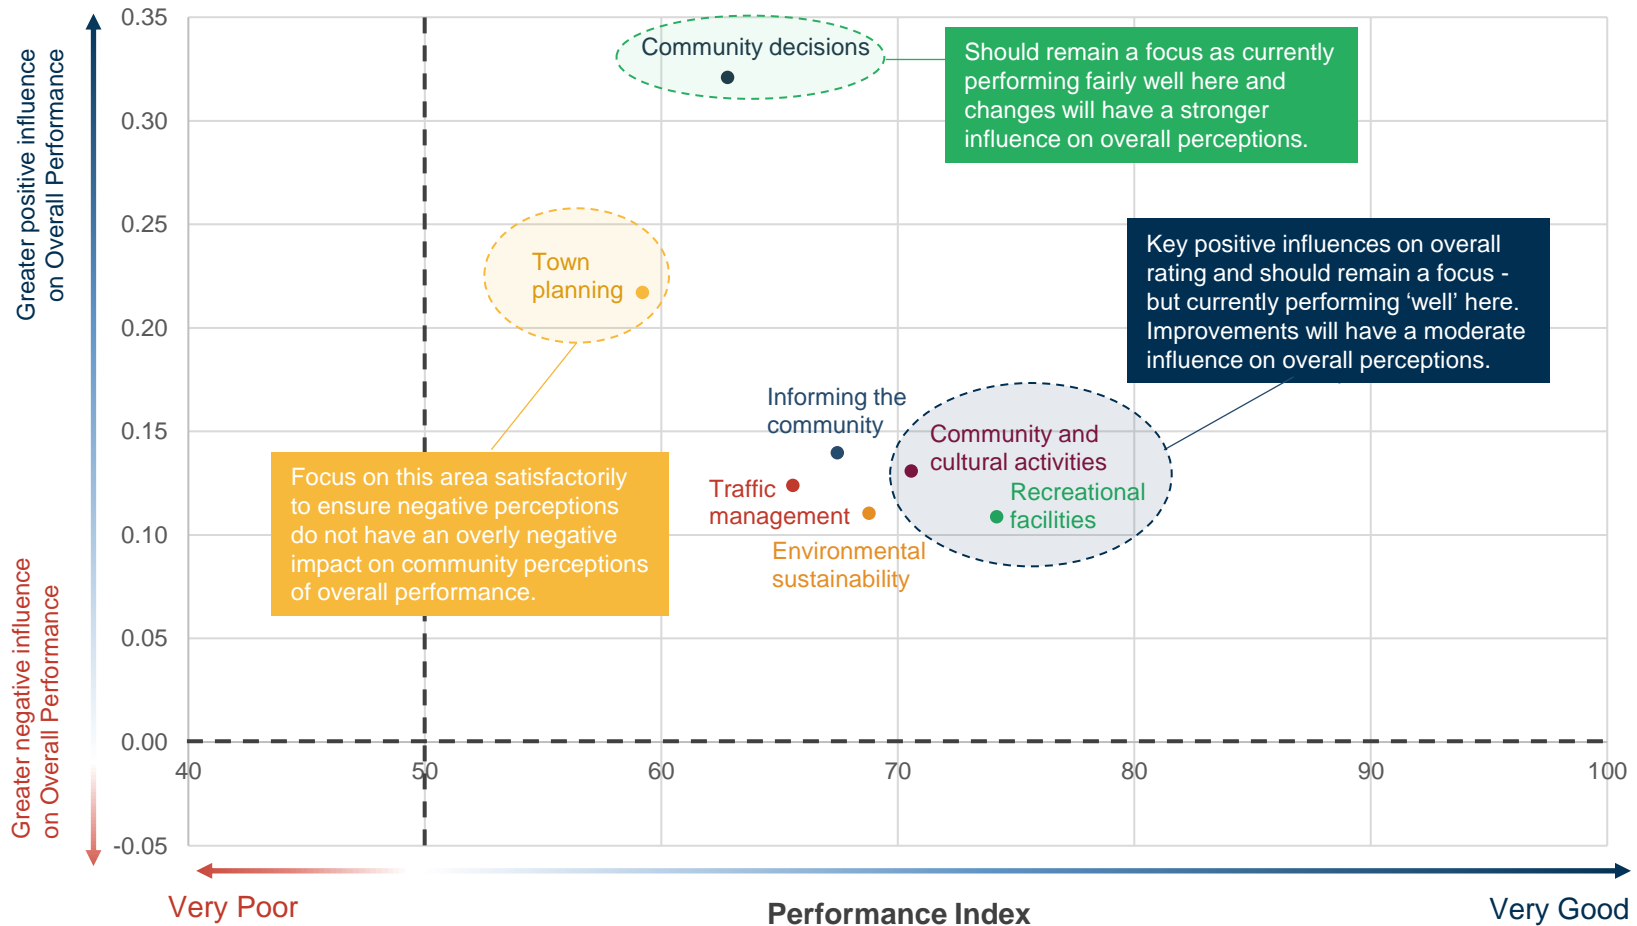 Greater positive influence
on Overall Performance
Greater negative influence
on Overall Performance
0.35
0.30
0.25
0.20
0.15
0.10
0.05
0.00
-0.05
Community decisions
Should remain a focus as currently
performing fairly well here and
changes will have a stronger
influence on overall perceptions.
Town
planning
Key positive influences on overall
rating and should remain a focus -
but currently performing ‘well’ here.
Improvements will have a moderate
influence on overall perceptions.
Informing the
community
Community and
cultural activities
Traffic
management
Recreational
facilities
Environmental
sustainability
Focus on this area satisfactorily
to ensure negative perceptions
do not have an overly negative
impact on community perceptions
of overall performance.
40
50
60
70
80
90
100
Very Poor
Performance Index
Very Good